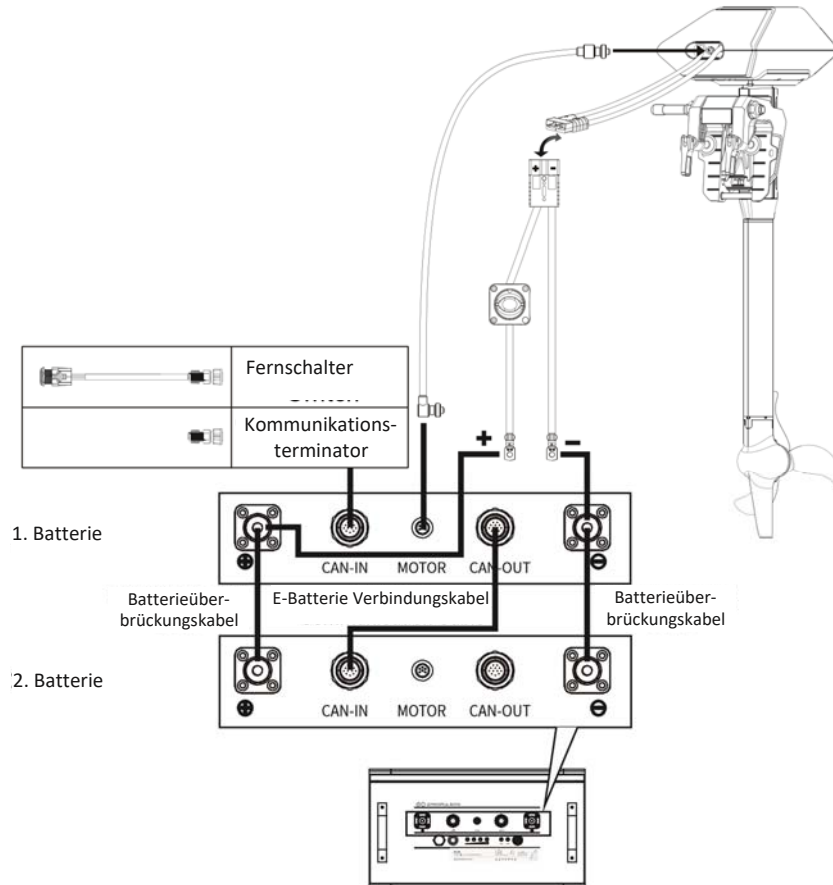 + -
Fernschalter
Kommunikations-
terminator
+ -
1. Batterie
CAN-IN MOTOR CAN-OUT
Batterieüber-
brückungskabel
E-Batterie Verbindungskabel
Batterieüber-
brückungskabel
2. Batterie
CAN-IN MOTOR CAN-OUT